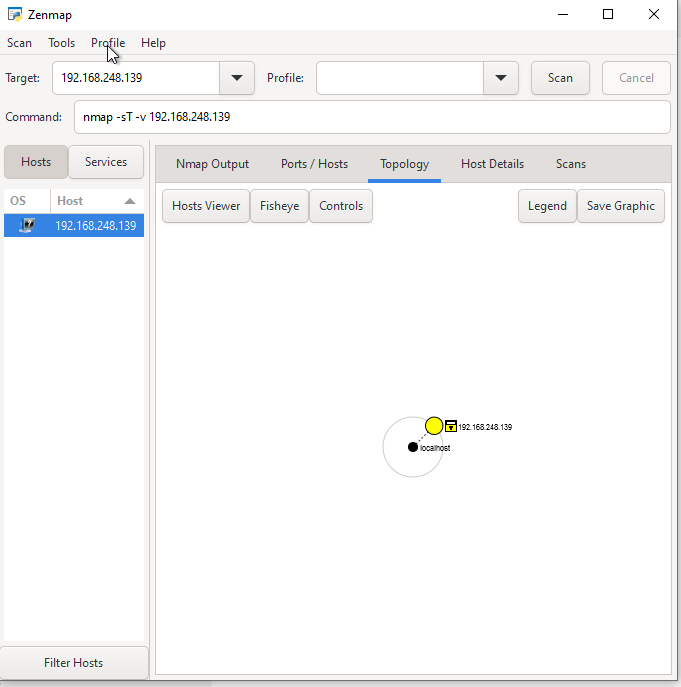 Zenmap
Scan Tools Profile Help
Target: 192.168.248.139 Profile: Scan Cancel
Command: nmap -sT -v 192.168.248.139
Hosts Services
OS Host
192.168.248.139
Filter Hosts
Nmap Output Ports / Hosts Topology Host Details Scans
Hosts Viewer Fisheye Controls Legend Save Graphic
192.168.248.139
localhost